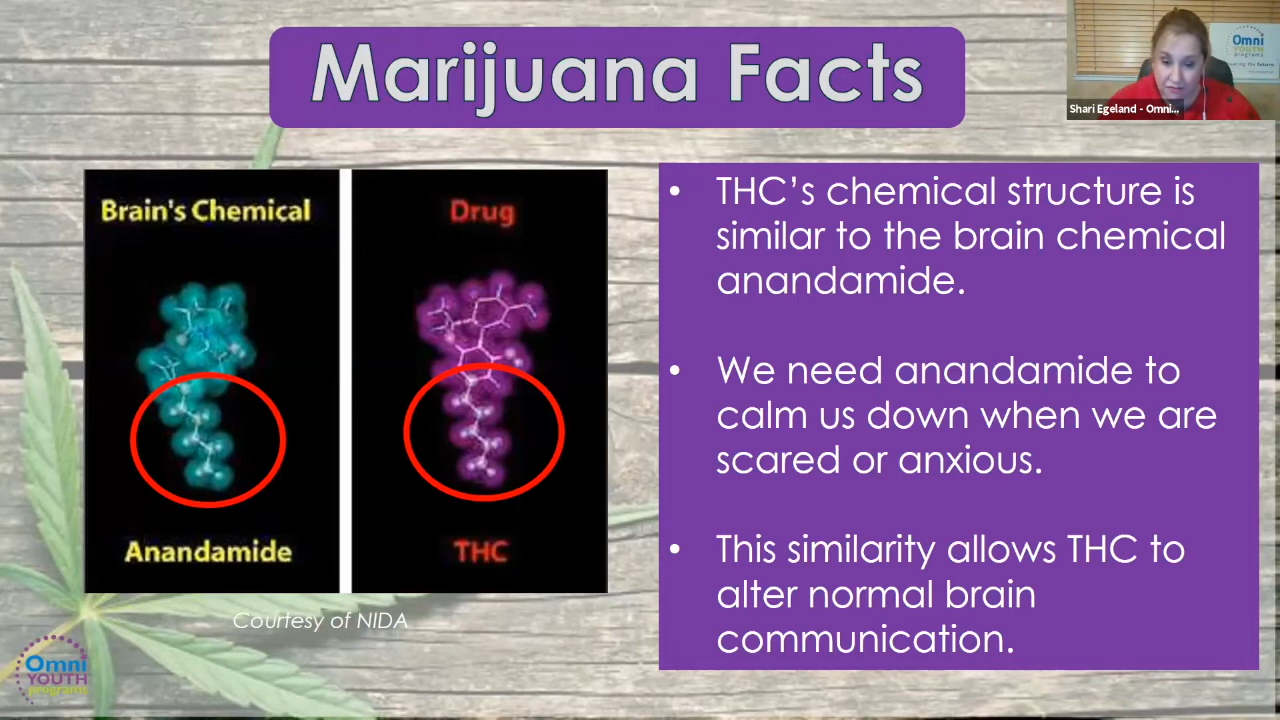 Marijuana Facts
Omni
YOUTH
programs
Shari Egeland - Omni...
Brain's Chemical
Drug
Anandamide
THC
Courtesy of NIDA
• THC’s chemical structure is
similar to the brain chemical
anandamide.
• We need anandamide to
calm us down when we are
scared or anxious.
• This similarity allows THC to
alter normal brain
communication.
Omni
YOUTH
programs